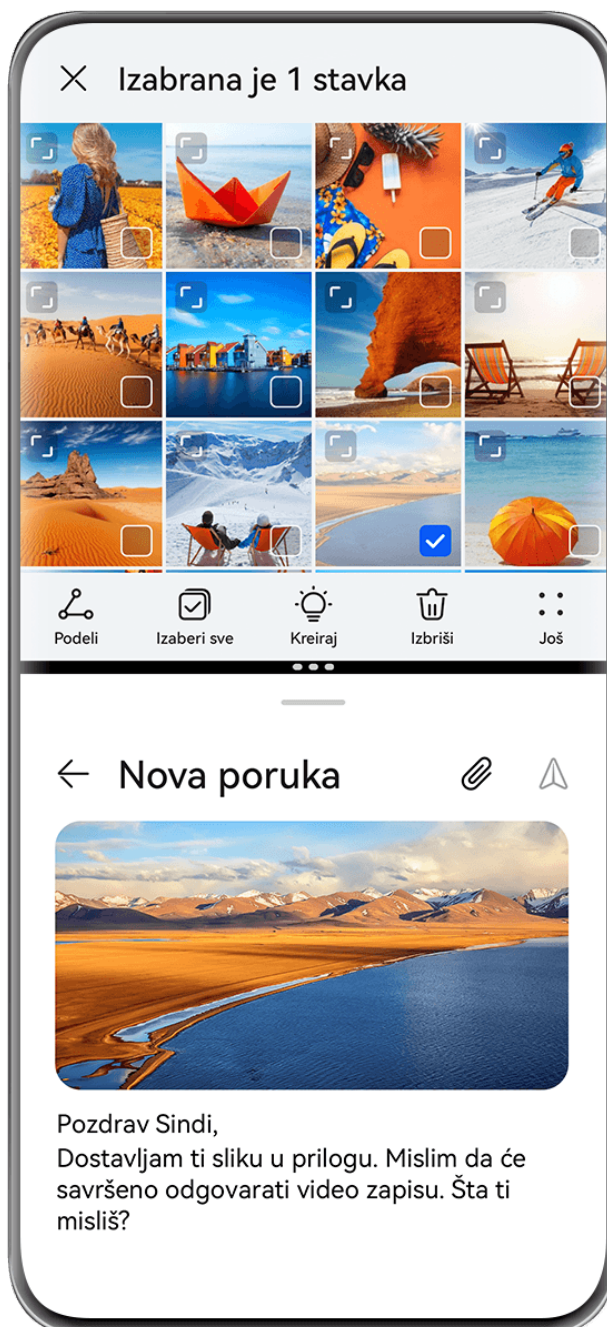 Izabrana je 1 stavka
Podeli
Izaberi sve
Kreiraj
Izbriši
Još
Nova poruka
Pozdrav Sindi,
Dostavljam ti sliku u prilogu. Mislim da će
savršeno odgovarati video zapisu. Šta ti
misliš?